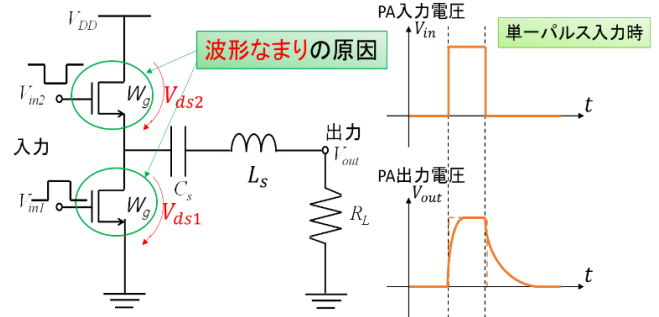 V_DD
波形なまりの原因
V_in2
W_g
V_ds2
入力
出力
V_out
C_s
L_s
V_in1
W_g
V_ds1
R_L
PA入力電圧
V_in
単一パルス入力時
t
PA出力電圧
V_out
t